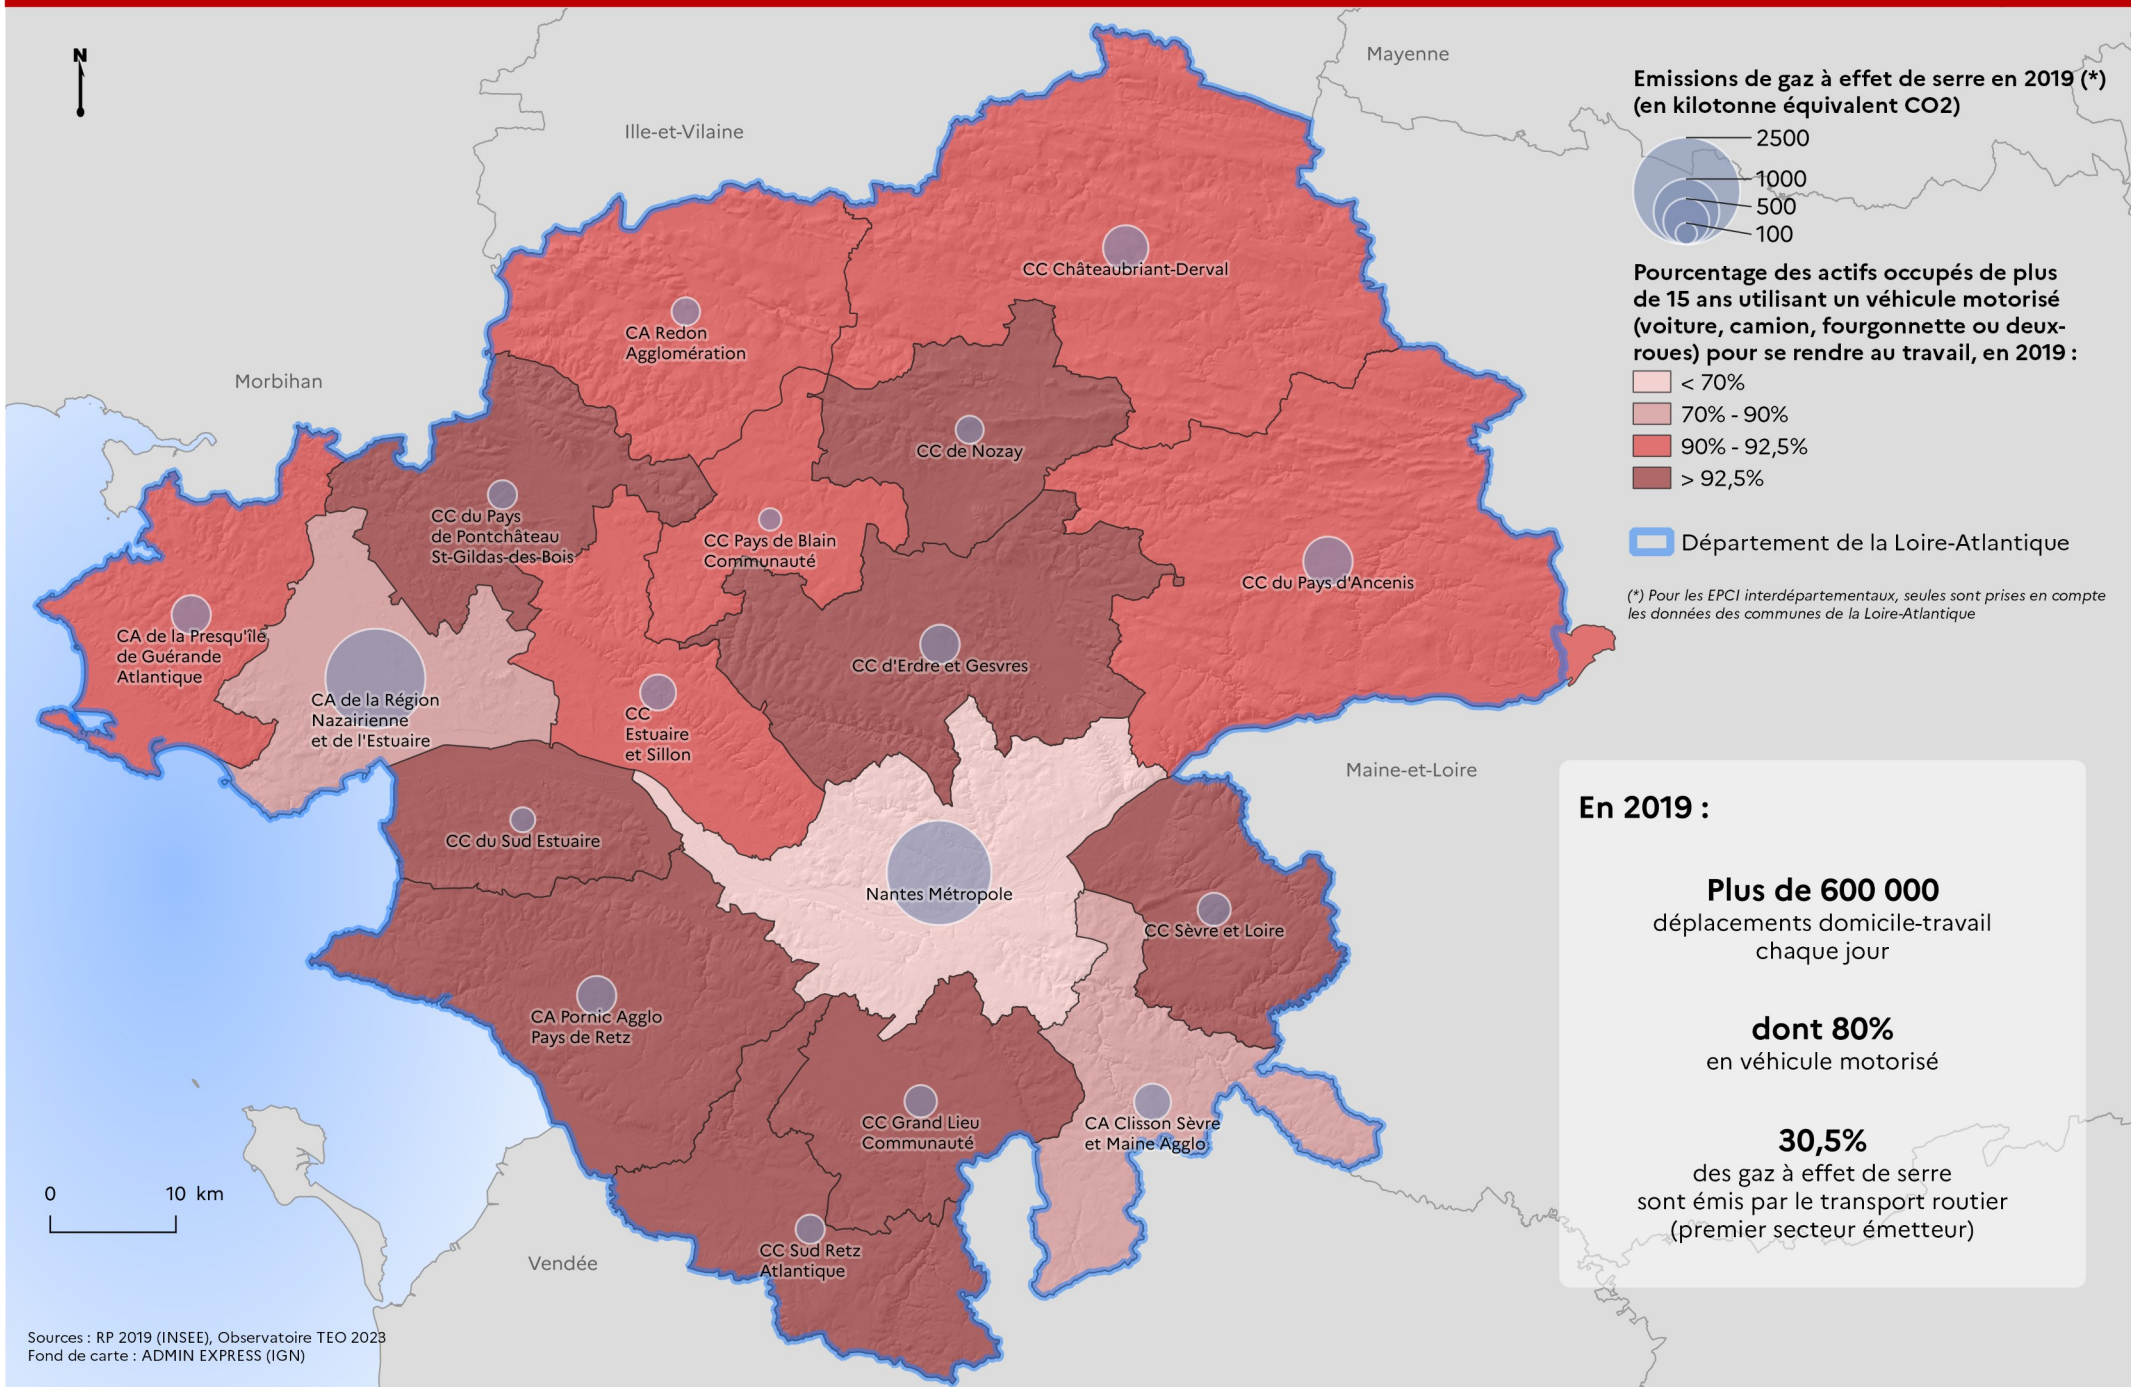 N
Mayenne
Ille-et-Vilaine
Morbihan
Maine-et-Loire
Vendée
CC Châteaubriant-Derval
CA Redon
Agglomération
CC de Nozay
CC du Pays
de Pontchâteau
St-Gildas-des-Bois
CC Pays de Blain
Communauté
CC du Pays d'Ancenis
CA de la Presqu'île
de Guérande
Atlantique
CA de la Région
Nazairienne
et de l'Estuaire
CC d'Erdre et Gesvres
CC
Estuaire
et Sillon
CC du Sud Estuaire
Nantes Métropole
CC Sèvre et Loire
CA Pornic Agglo
Pays de Retz
CC Grand Lieu
Communauté
CA Clisson Sèvre
et Maine Agglo
CC Sud Retz
Atlantique
0 10 km
Sources : RP 2019 (INSEE), Observatoire TEO 2023
Fond de carte : ADMIN EXPRESS (IGN)
Emissions de gaz à effet de serre en 2019 (*)
(en kilotonne équivalent CO2)
2500
1000
500
100
Pourcentage des actifs occupés de plus
de 15 ans utilisant un véhicule motorisé
(voiture, camion, fourgonnette ou deux-
roues) pour se rendre au travail, en 2019 :
< 70%
70% - 90%
90% - 92,5%
> 92,5%
Département de la Loire-Atlantique
(*) Pour les EPCI interdépartementaux, seules sont prises en compte
les données des communes de la Loire-Atlantique
En 2019 :
Plus de 600 000
déplacements domicile-travail
chaque jour
dont 80%
en véhicule motorisé
30,5%
des gaz à effet de serre
sont émis par le transport routier
(premier secteur émetteur)